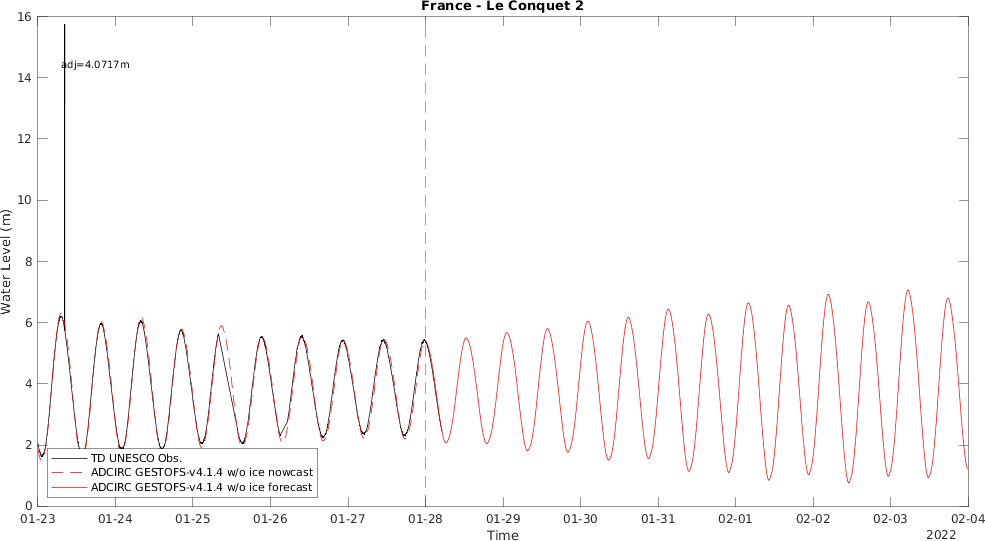 France - Le Conquet 2
adj=4.0717m
Water Level (m)
16
14
12
10
8
6
4
2
0
TD UNESCO Obs.
ADCIRC GESTOFS-v4.1.4 w/o ice nowcast
ADCIRC GESTOFS-v4.1.4 w/o ice forecast
01-23 01-24 01-25 01-26 01-27 01-28 01-29 01-30 01-31 02-01 02-02 02-03 02-04
Time
2022